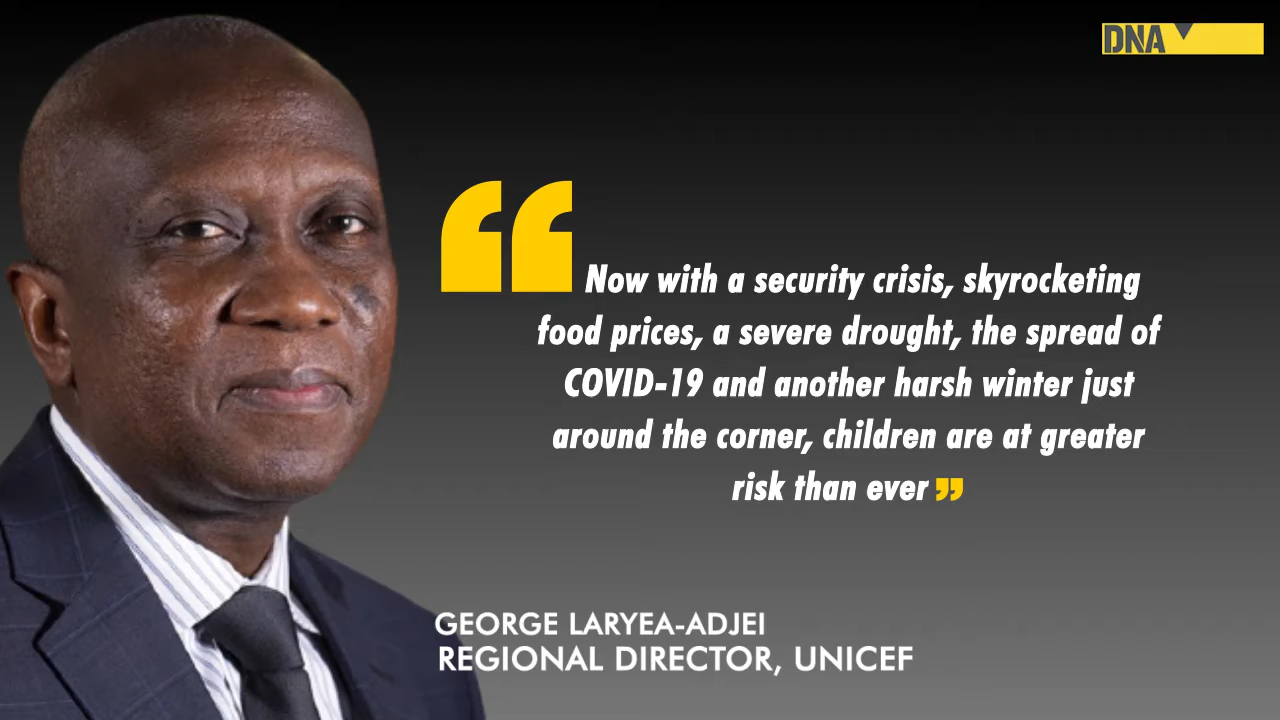 DNA
“ Now with a security crisis, skyrocketing
food prices, a severe drought, the spread of
COVID-19 and another harsh winter just
around the corner, children are at greater
risk than ever ”
GEORGE LARYEA-ADJEI
REGIONAL DIRECTOR, UNICEF